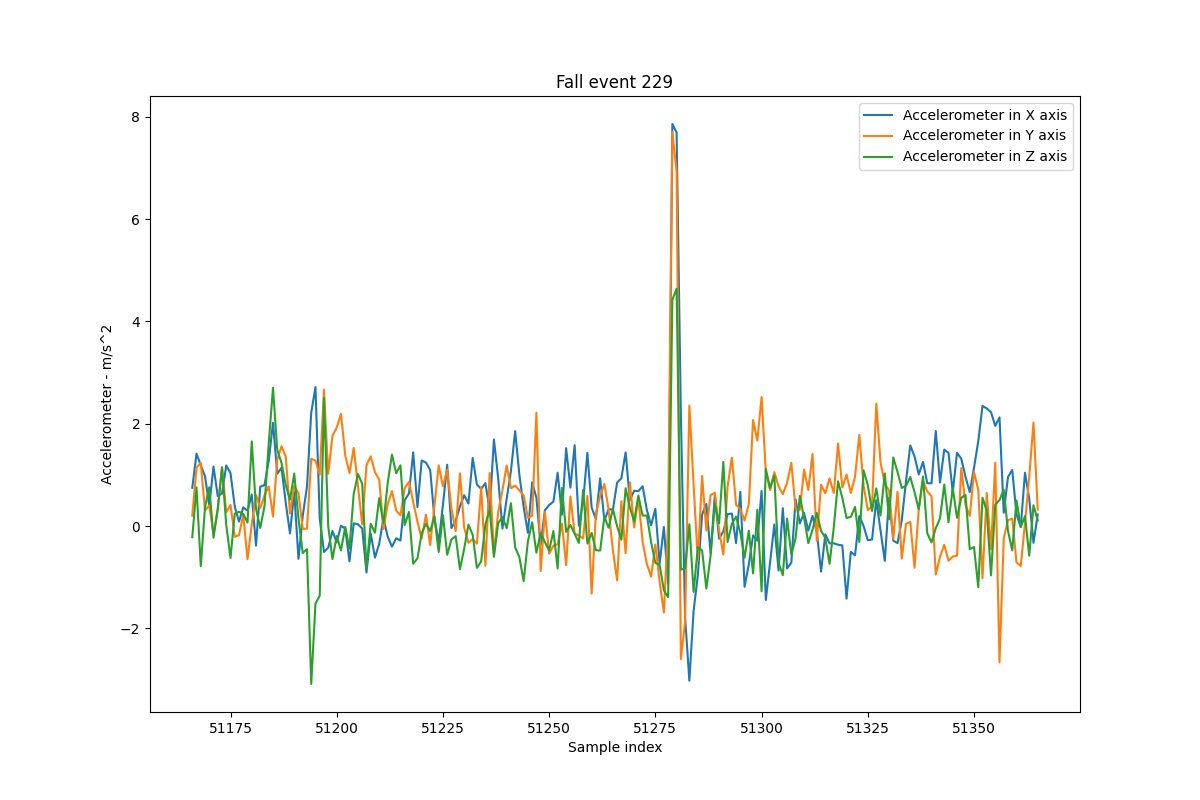 Fall event 229
Accelerometer in X axis
Accelerometer in Y axis
Accelerometer in Z axis
Accelerometer - m/s^2
8
6
4
2
0
−2
51175 51200 51225 51250 51275 51300 51325 51350
Sample index